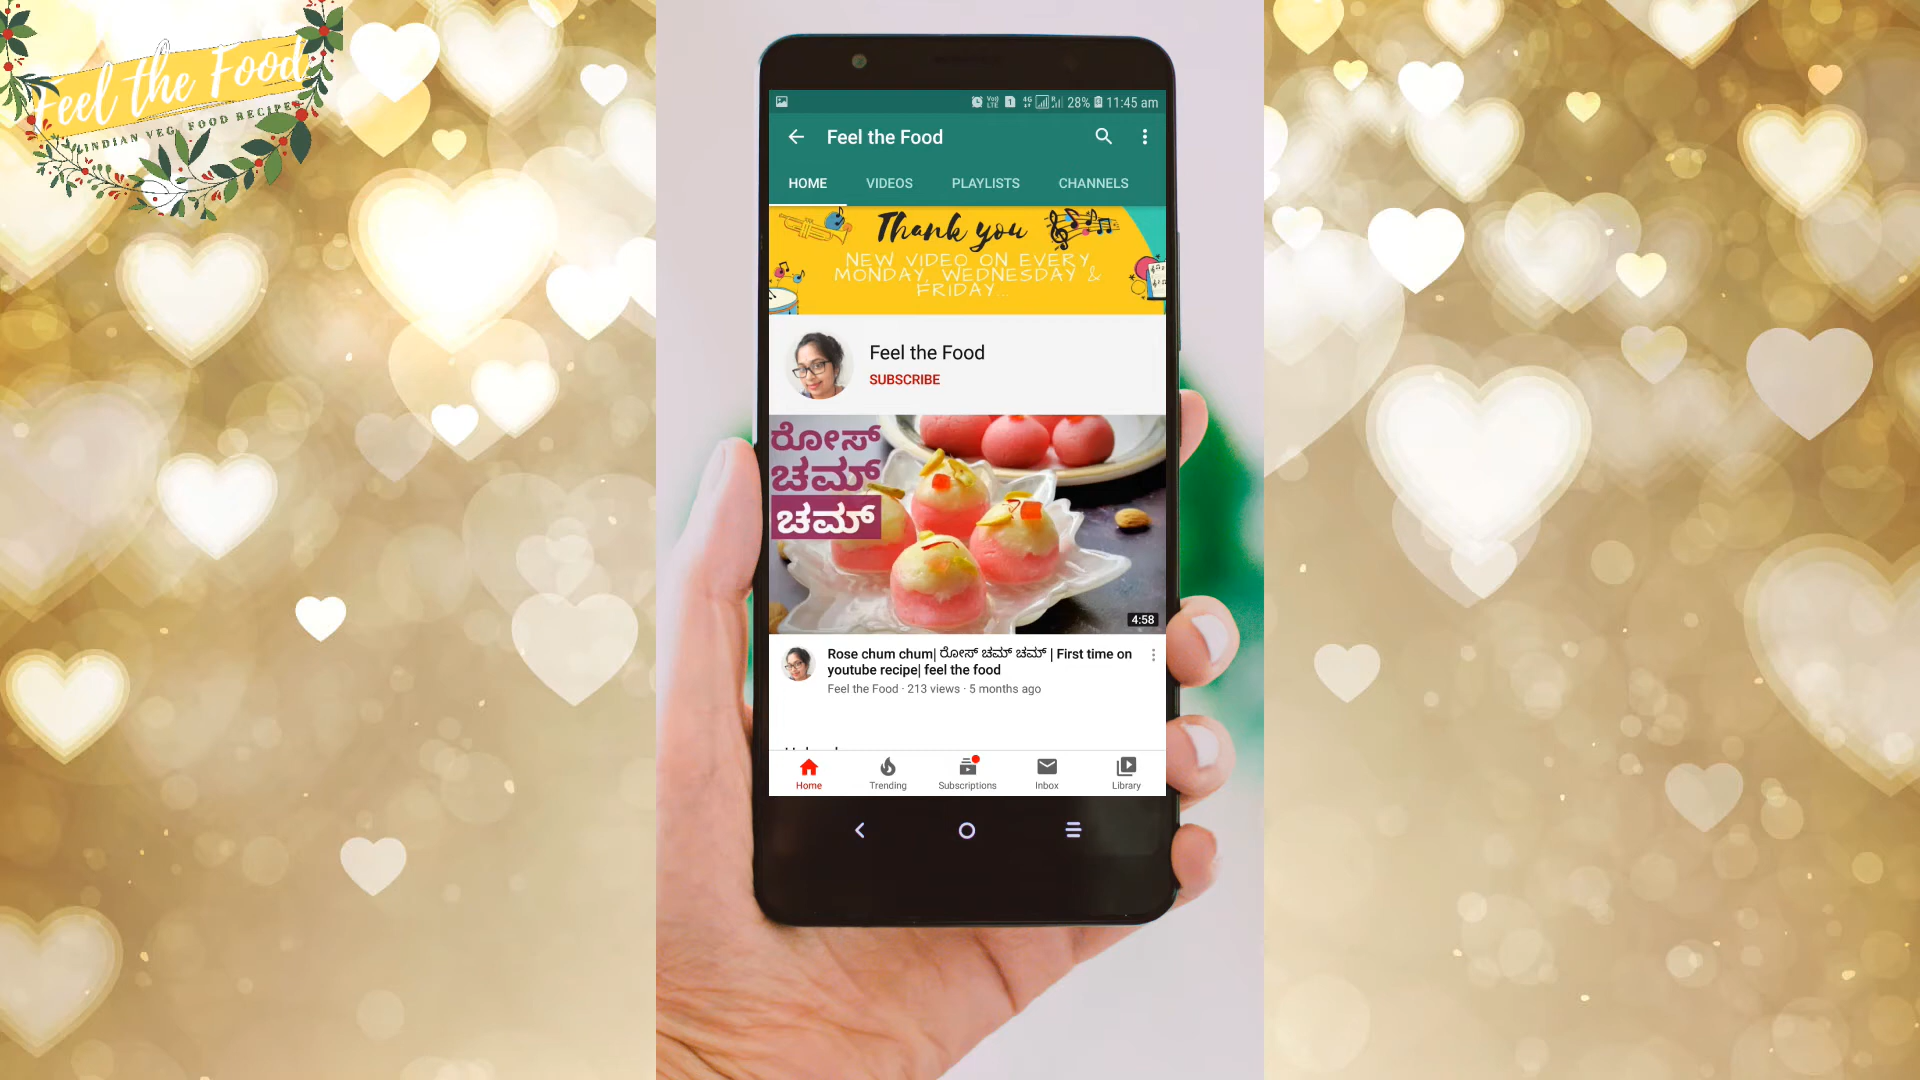 Feel the Food
INDIAN VEG. FOOD RECIPES
28% 11:45 am
Feel the Food
HOME VIDEOS PLAYLISTS CHANNELS
Thank you
NEW VIDEO ON EVERY
MONDAY, WEDNESDAY &
FRIDAY...
Feel the Food
SUBSCRIBE
ರೋಸ್
ಚಮ್
ಚಮ್
4:58
Rose chum chum| ರೋಸ್ ಚಮ್ ಚಮ್ | First time on
youtube recipe| feel the food
Feel the Food · 213 views · 5 months ago
Home Trending Subscriptions Inbox Library